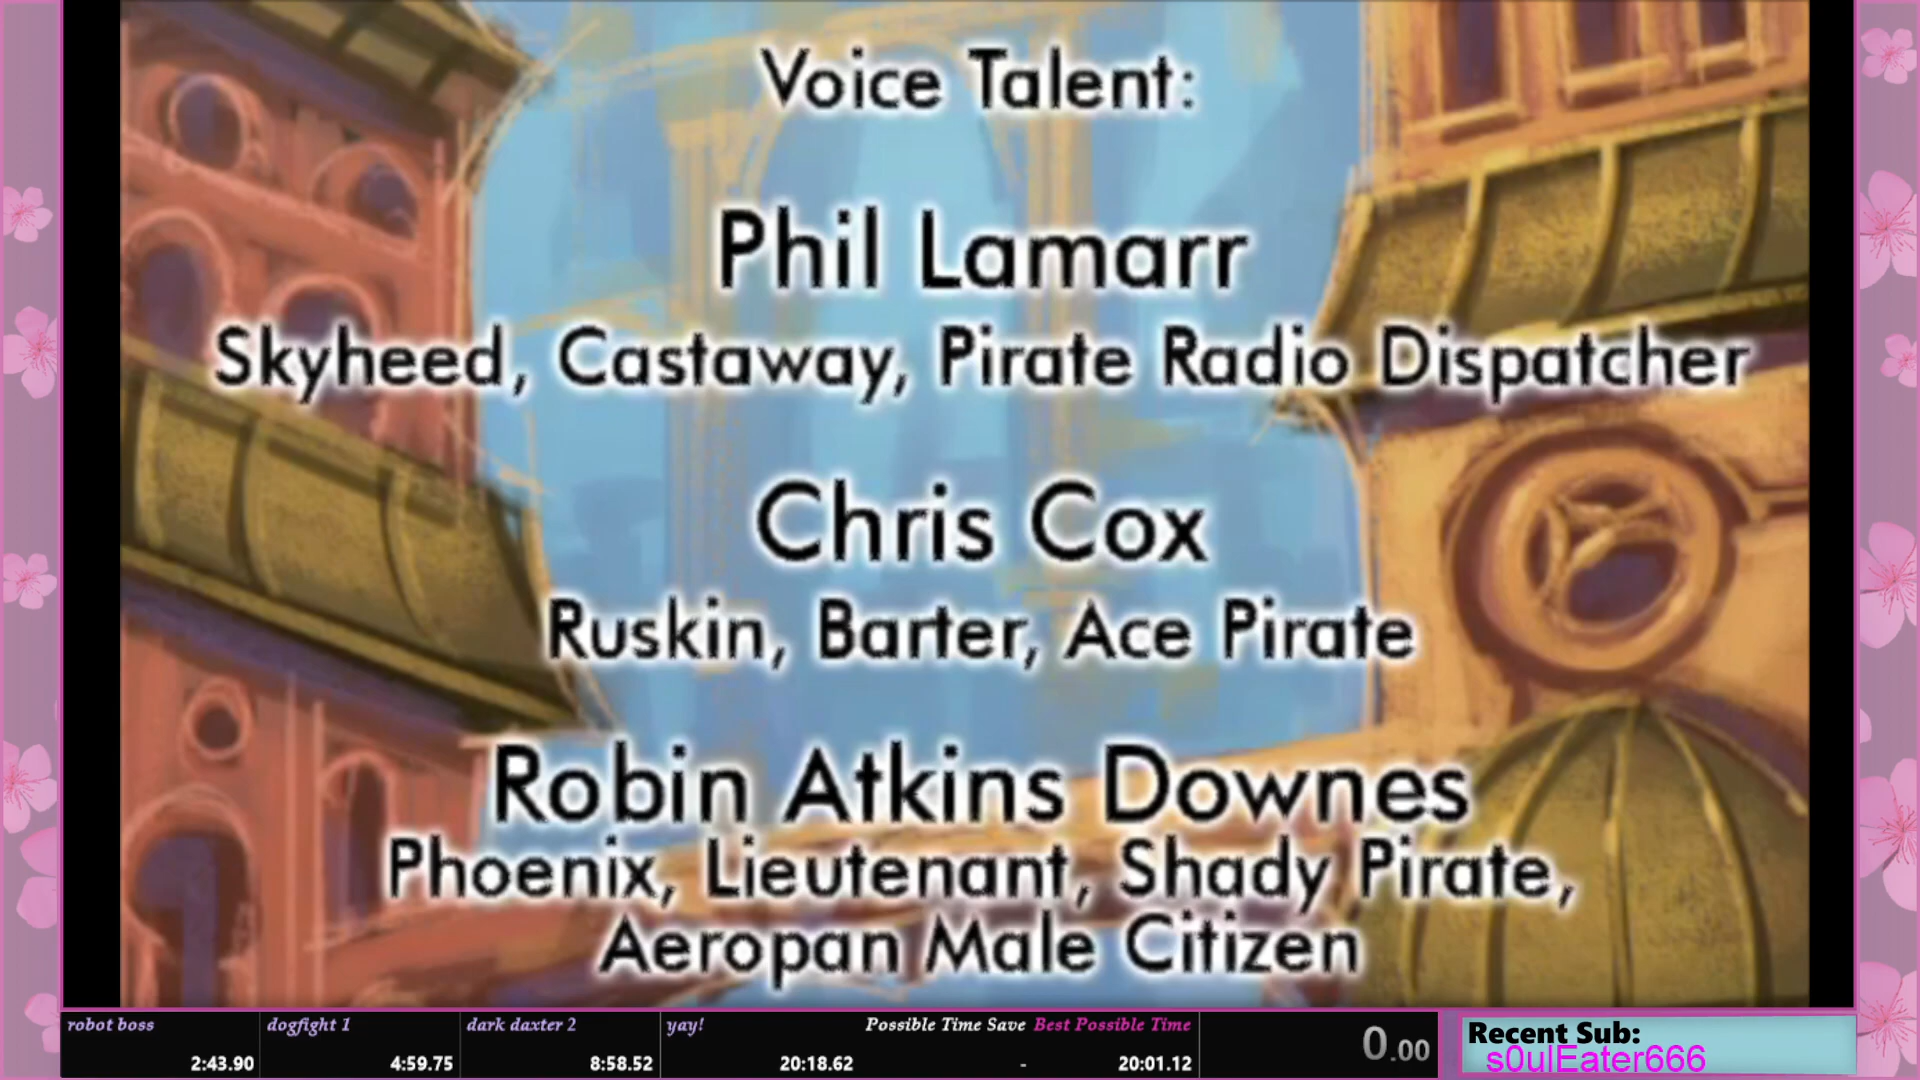 Voice Talent:
Phil Lamarr
Skyheed, Castaway, Pirate Radio Dispatcher
Chris Cox
Ruskin, Barter, Ace Pirate
Robin Atkins Downes
Phoenix, Lieutenant, Shady Pirate,
Aeropan Male Citizen
robot boss dogfight 1 dark daxter 2 yay! Possible Time Save Best Possible Time
2:43.90 4:59.75 8:58.52 20:18.62 - 20:01.12
0.00
Recent Sub:
s0ulEater666